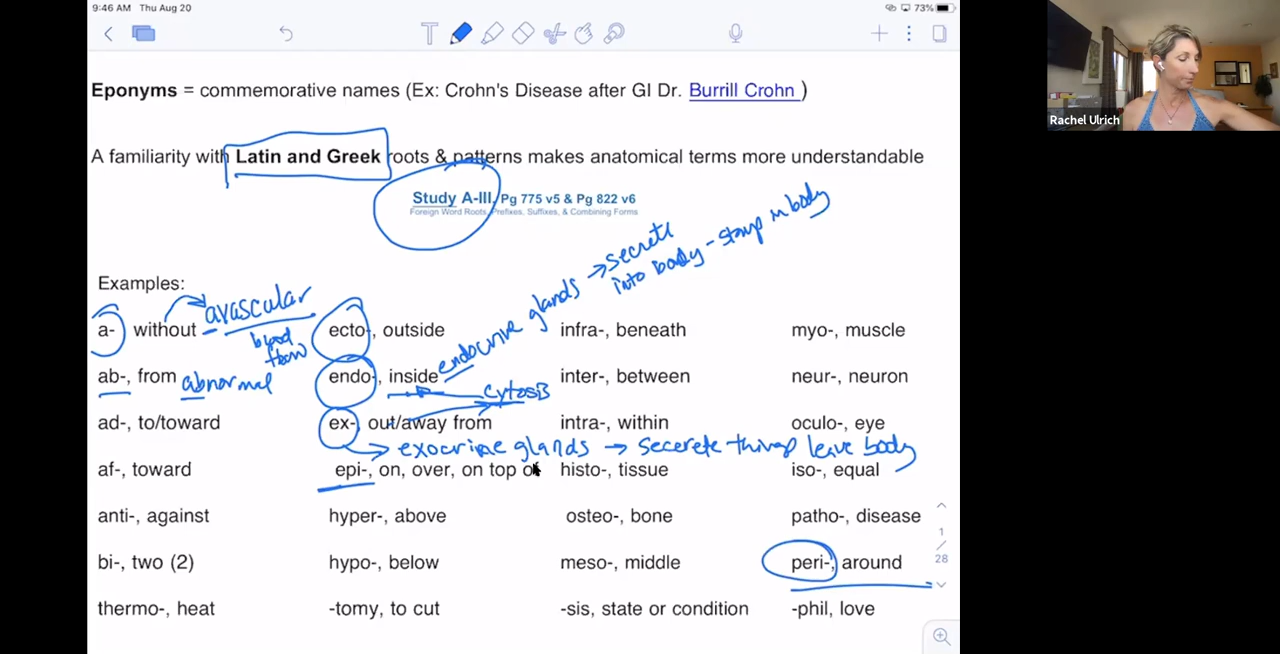 9:46 AM Thu Aug 20
73%
Eponyms = commemorative names (Ex: Crohn's Disease after GI Dr. Burrill Crohn )
Rachel Ulrich
A familiarity with Latin and Greek roots & patterns makes anatomical terms more understandable
Study A-III, Pg 775 v5 & Pg 822 v6
Foreign Word Roots, Prefixes, Suffixes, & Combining Forms
Examples:
avascular
blood flow
abnormal
endocrine glands → secrete
into body - stay in body
cytosis
exocrine glands → secerete things leave body
a- without
ecto-, outside
infra-, beneath
myo-, muscle
ab-, from
endo-, inside
inter-, between
neur-, neuron
ad-, to/toward
ex-, out/away from
intra-, within
oculo-, eye
af-, toward
epi-, on, over, on top of
histo-, tissue
iso-, equal
anti-, against
hyper-, above
osteo-, bone
patho-, disease
bi-, two (2)
hypo-, below
meso-, middle
peri-, around
thermo-, heat
-tomy, to cut
-sis, state or condition
-phil, love
1
/
28